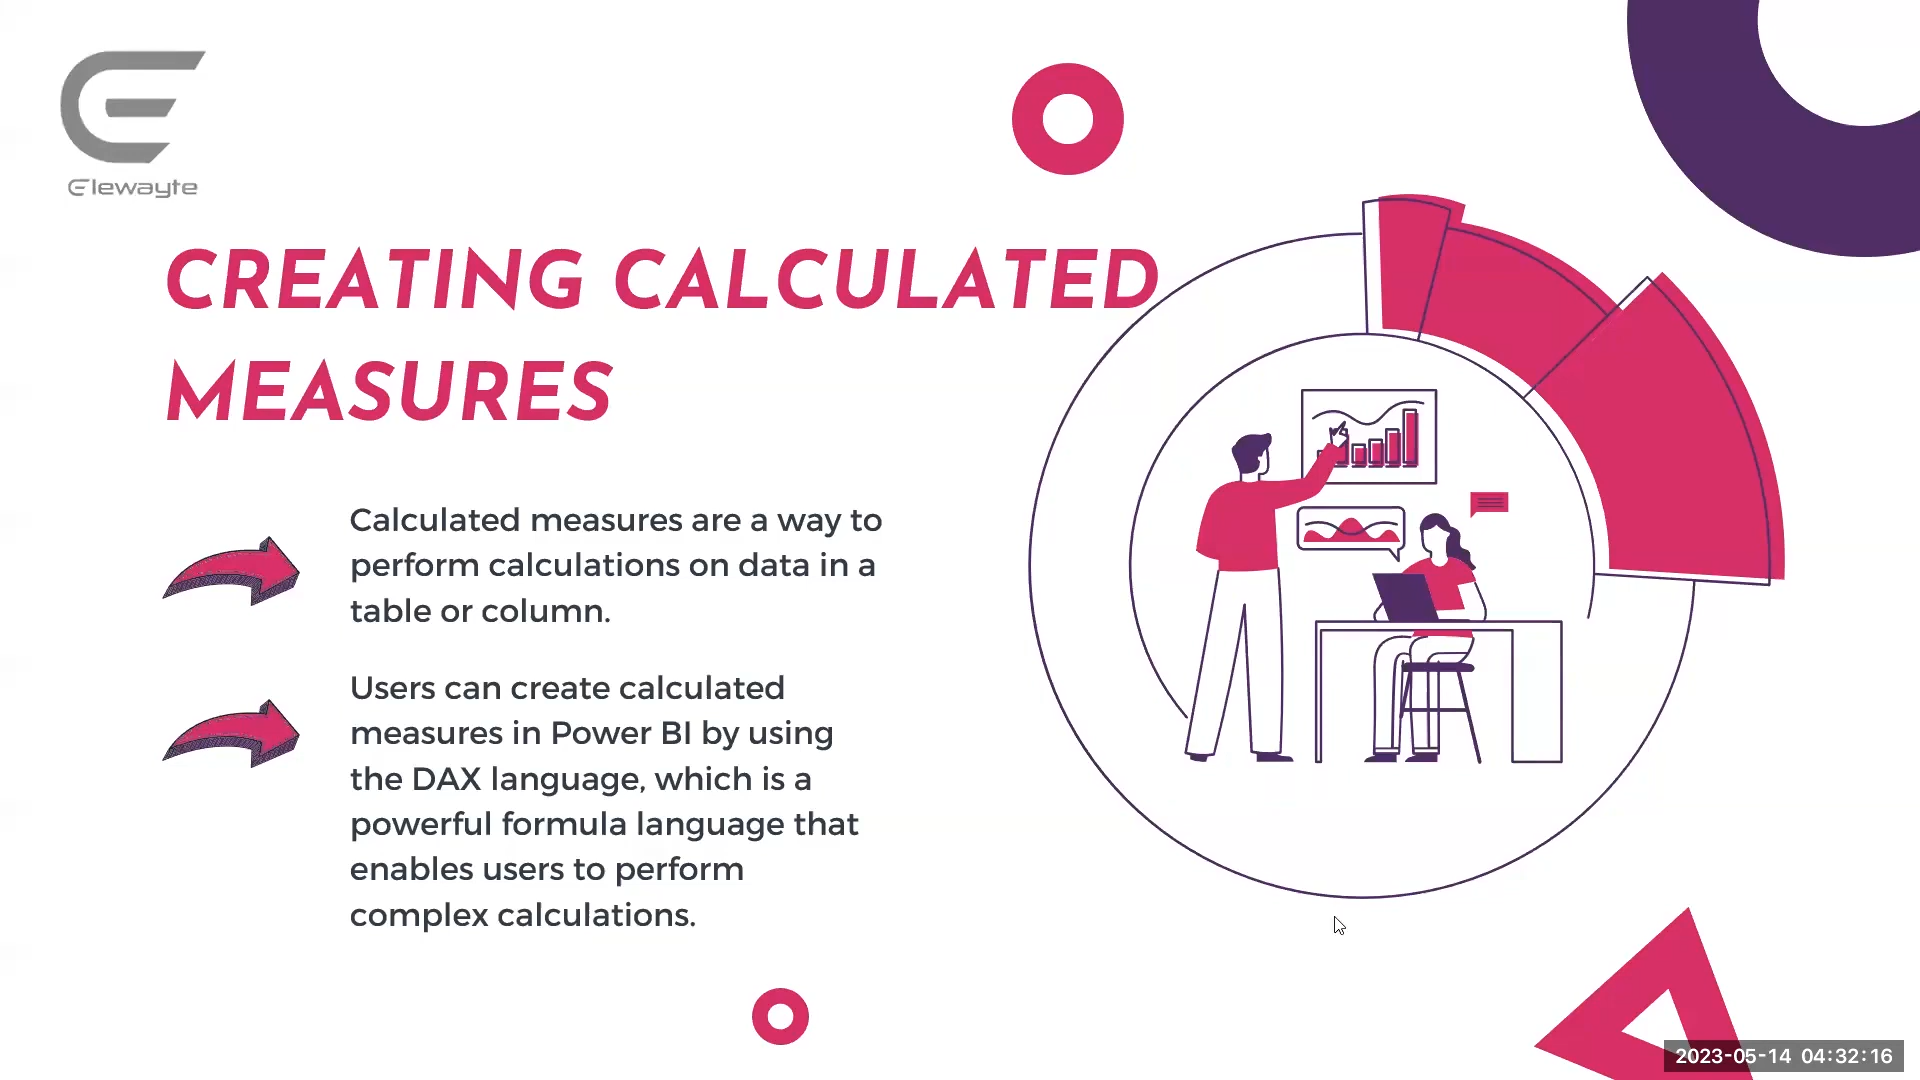 Elewayte
CREATING CALCULATED
MEASURES
Calculated measures are a way to
perform calculations on data in a
table or column.
Users can create calculated
measures in Power BI by using
the DAX language, which is a
powerful formula language that
enables users to perform
complex calculations.
2023-05-14 04:32:16